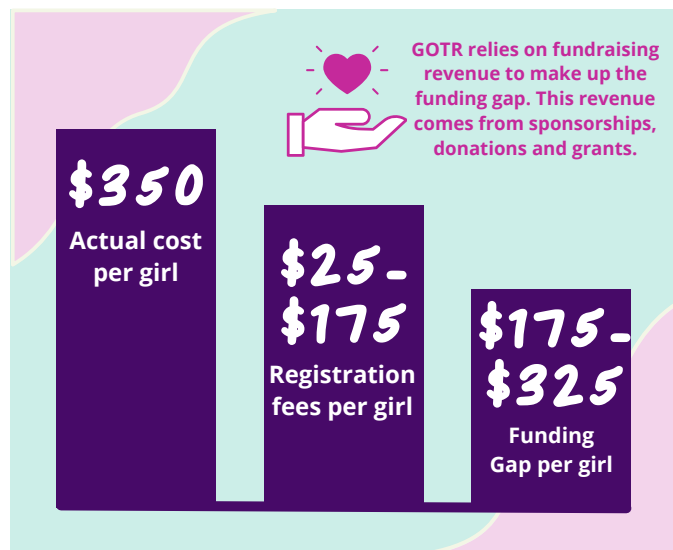 GOTR relies on fundraising
revenue to make up the
funding gap. This revenue
comes from sponsorships,
donations and grants.
$350
Actual cost
per girl
$25-
$175
Registration
fees per girl
$175-
$325
Funding
Gap per girl